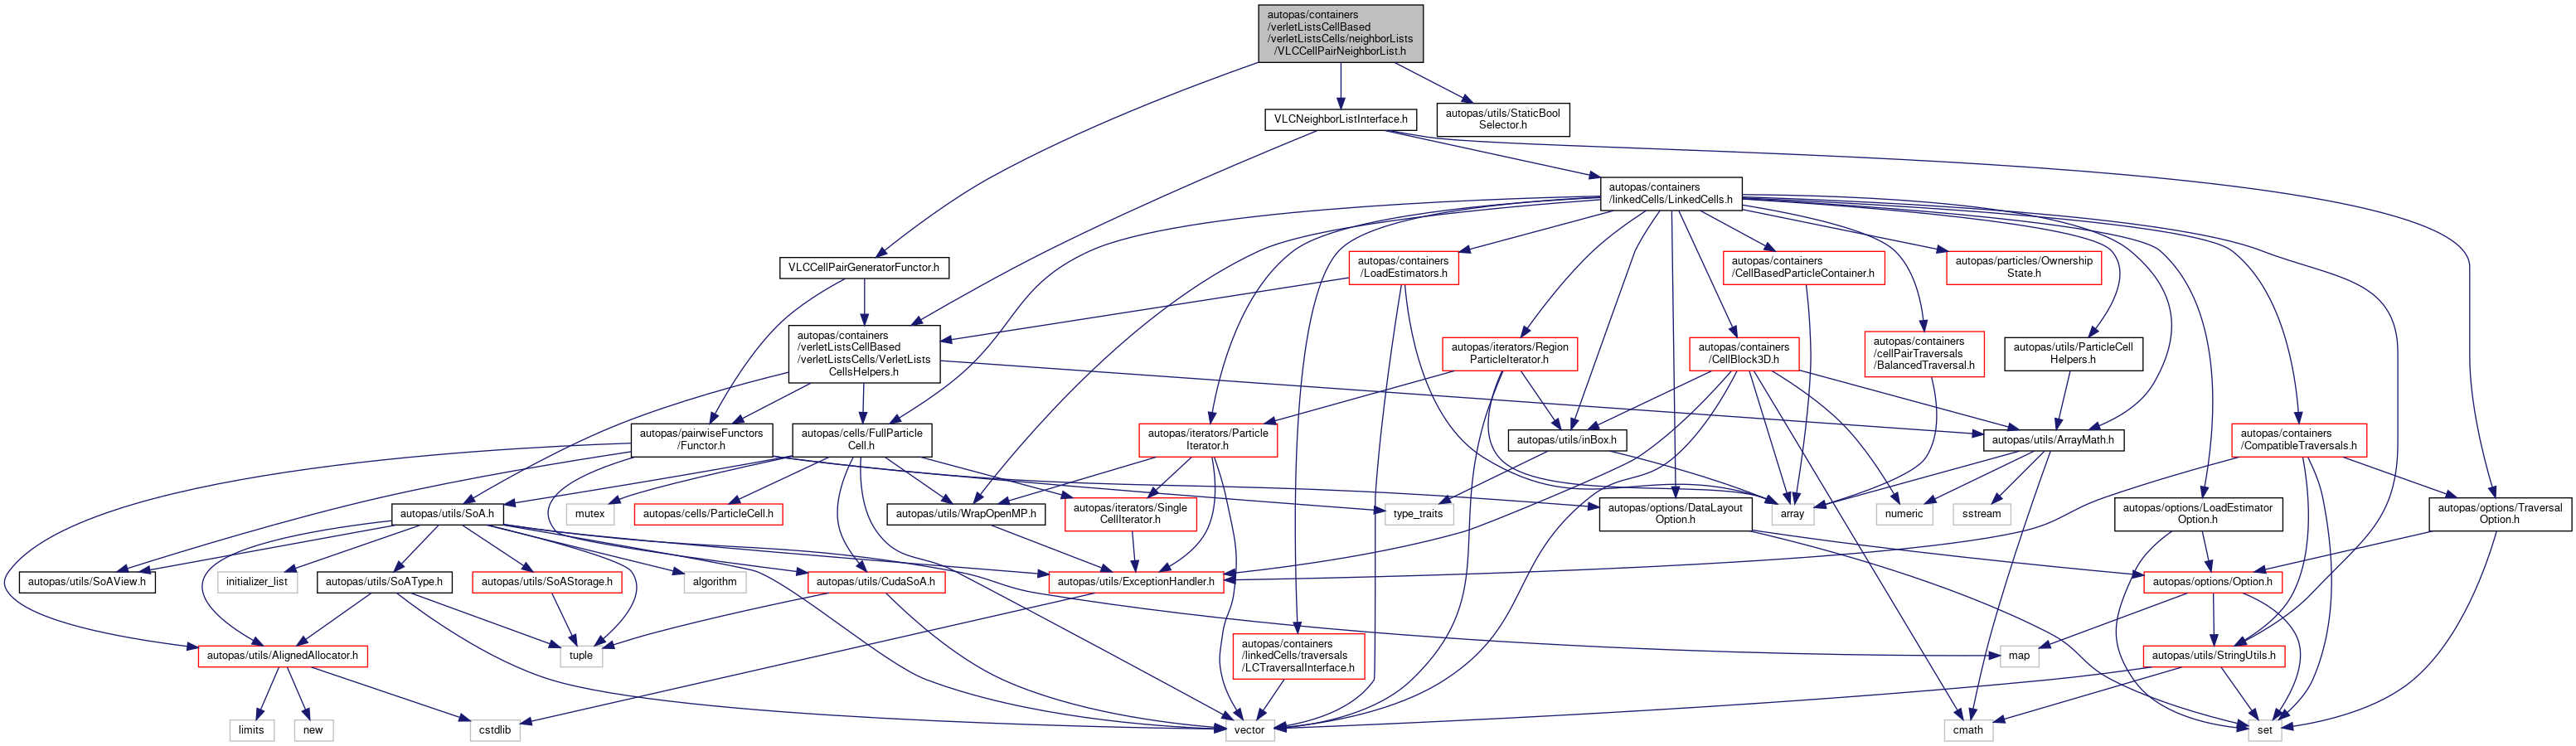 autopas/containers
/verletListsCellBased
/verletListsCells/neighborLists
/VLCCellPairNeighborList.h
VLCNeighborListInterface.h
autopas/utils/StaticBool
Selector.h
autopas/containers
/linkedCells/LinkedCells.h
VLCCellPairGeneratorFunctor.h
autopas/containers
/LoadEstimators.h
autopas/containers
/CellBasedParticleContainer.h
autopas/particles/Ownership
State.h
autopas/containers
/verletListsCellBased
/verletListsCells/VerletLists
CellsHelpers.h
autopas/iterators/Region
ParticleIterator.h
autopas/containers
/CellBlock3D.h
autopas/containers
/cellPairTraversals
/BalancedTraversal.h
autopas/utils/ParticleCell
Helpers.h
autopas/pairwiseFunctors
/Functor.h
autopas/cells/FullParticle
Cell.h
autopas/iterators/Particle
Iterator.h
autopas/utils/inBox.h
autopas/utils/ArrayMath.h
autopas/containers
/CompatibleTraversals.h
autopas/utils/SoA.h
mutex
autopas/cells/ParticleCell.h
autopas/utils/WrapOpenMP.h
autopas/iterators/Single
CellIterator.h
type_traits
autopas/options/DataLayout
Option.h
array
numeric
sstream
autopas/options/LoadEstimator
Option.h
autopas/options/Traversal
Option.h
autopas/utils/SoAView.h
initializer_list
autopas/utils/SoAType.h
autopas/utils/SoAStorage.h
algorithm
autopas/utils/CudaSoA.h
autopas/utils/ExceptionHandler.h
autopas/options/Option.h
autopas/utils/AlignedAllocator.h
tuple
autopas/containers
/linkedCells/traversals
/LCTraversalInterface.h
map
autopas/utils/StringUtils.h
limits
new
cstdlib
vector
cmath
set